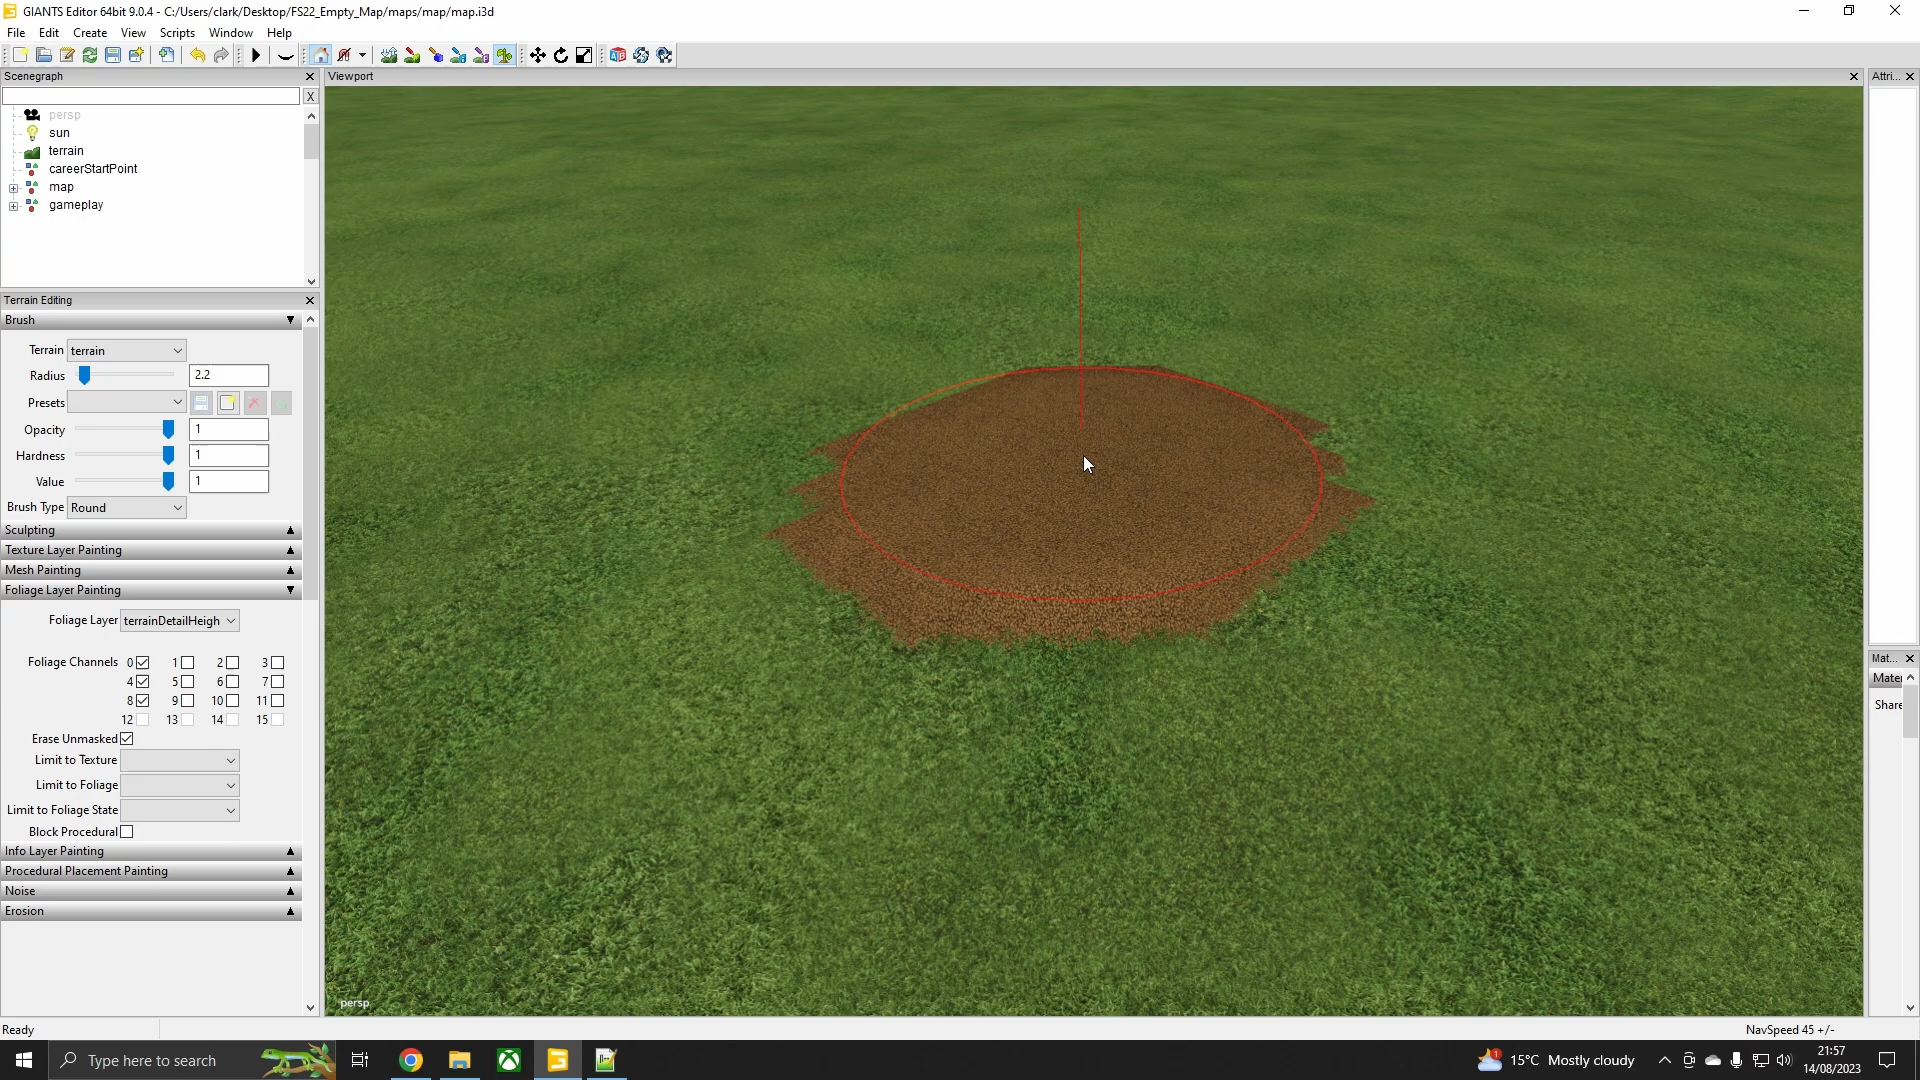 GIANTS Editor 64bit 9.0.4 - C:/Users/clark/Desktop/FS22_Empty_Map/maps/map/map.i3d
File Edit Create View Scripts Window Help
Scenegraph
X
persp
sun
terrain
careerStartPoint
map
gameplay
Terrain Editing
Brush
Terrain terrain
Radius 2.2
Presets
Opacity 1
Hardness 1
Value 1
Brush Type Round
Sculpting
Texture Layer Painting
Mesh Painting
Foliage Layer Painting
Foliage Layer terrainDetailHeigh
Foliage Channels 0 1 2 3
4 5 6 7
8 9 10 11
12 13 14 15
Erase Unmasked
Limit to Texture
Limit to Foliage
Limit to Foliage State
Block Procedural
Info Layer Painting
Procedural Placement Painting
Noise
Erosion
Viewport
persp
Attri...
Mat...
Mater
Share
Ready
NavSpeed 45 +/-
Type here to search
1
15°C Mostly cloudy
21:57
14/08/2023